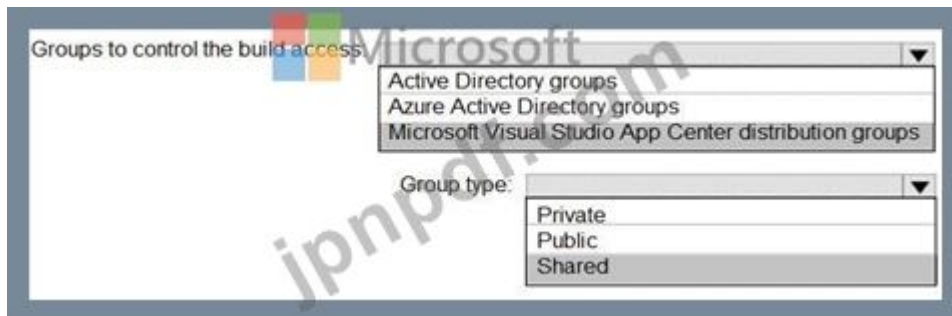 Microsoft
Groups to control the build access:
Active Directory groups
Azure Active Directory groups
Microsoft Visual Studio App Center distribution groups
Group type:
Private
Public
Shared
jpnpdf.com